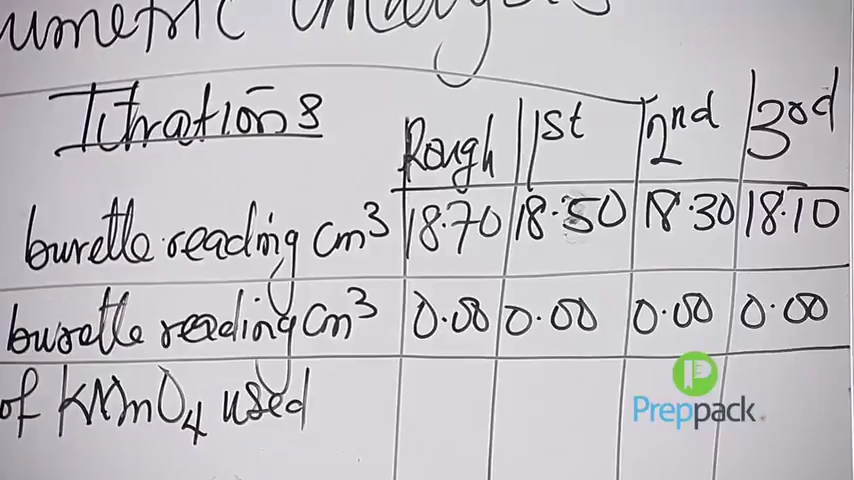 umetric Analysis
Titrations Rough 1st 2nd 3rd
burette reading cm³ 18.70 18.50 18.30 18.10
burette reading cm³ 0.00 0.00 0.00 0.00
of KMnO₄ used
Preppack